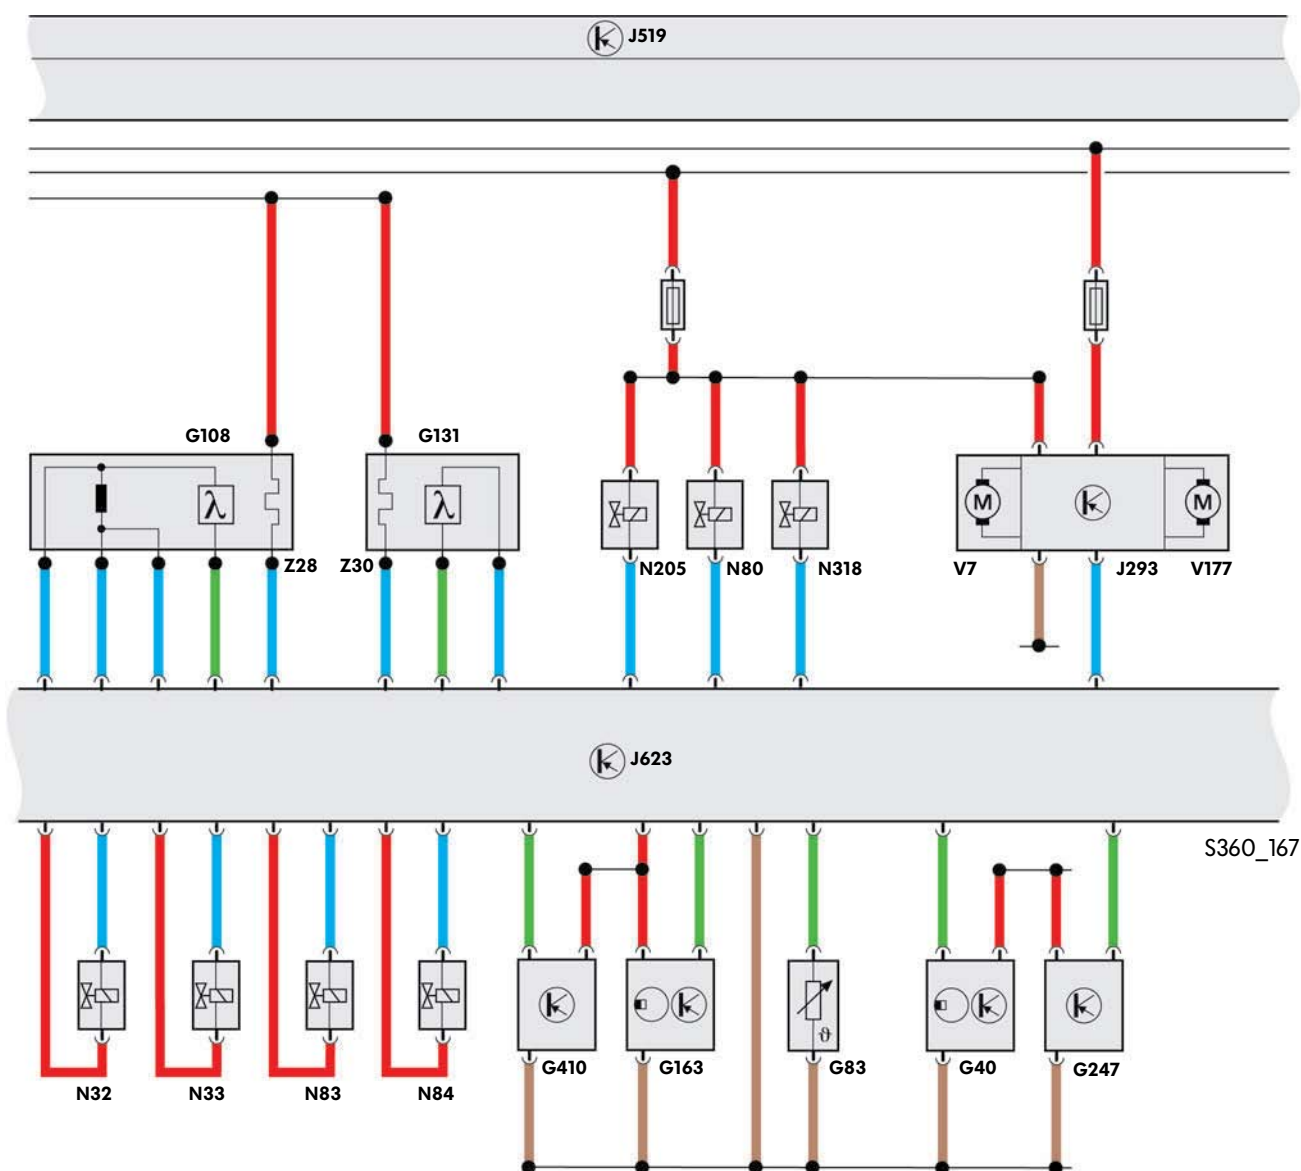 J519
G108
G131
λ
λ
M
M
Z28
Z30
N205
N80
N318
V7
J293
V177
J623
S360_167
ϑ
G410
G163
G83
G40
G247
N32
N33
N83
N84